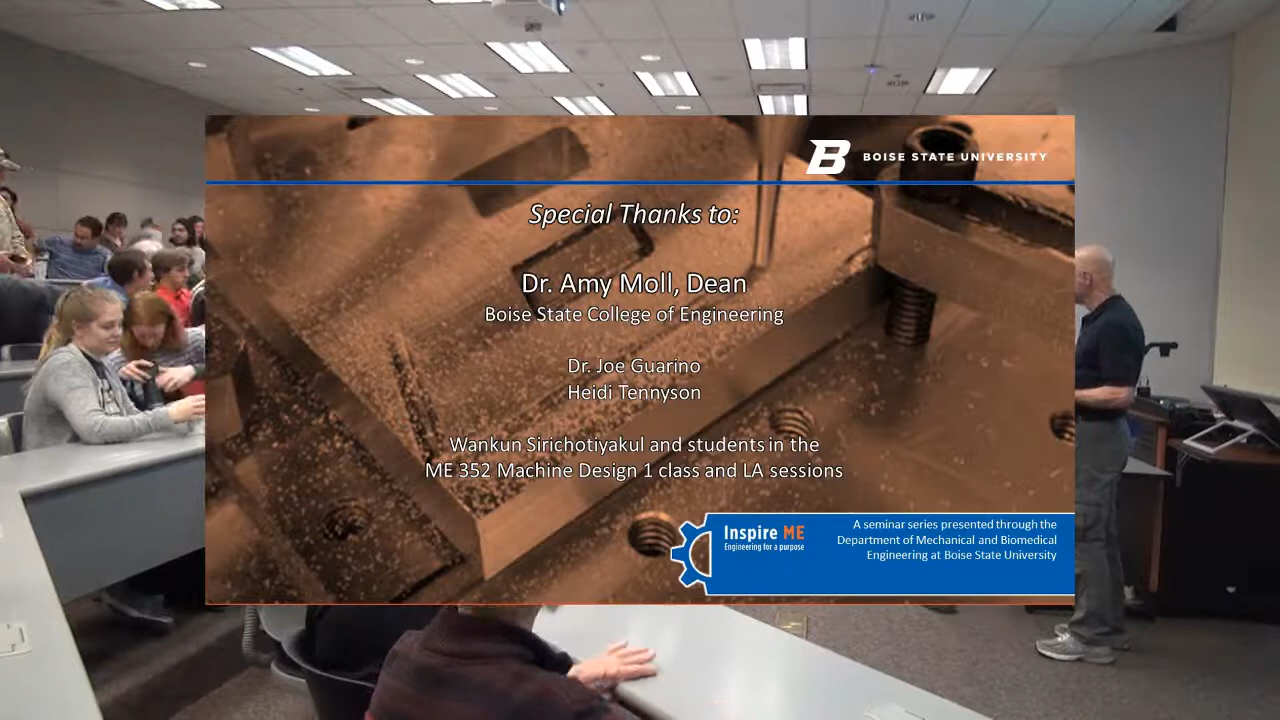 B BOISE STATE UNIVERSITY
Special Thanks to:
Dr. Amy Moll, Dean
Boise State College of Engineering
Dr. Joe Guarino
Heidi Tennyson
Wankun Sirichotiyakul and students in the
ME 352 Machine Design 1 class and LA sessions
Inspire ME
Engineering for a purpose
A seminar series presented through the
Department of Mechanical and Biomedical
Engineering at Boise State University